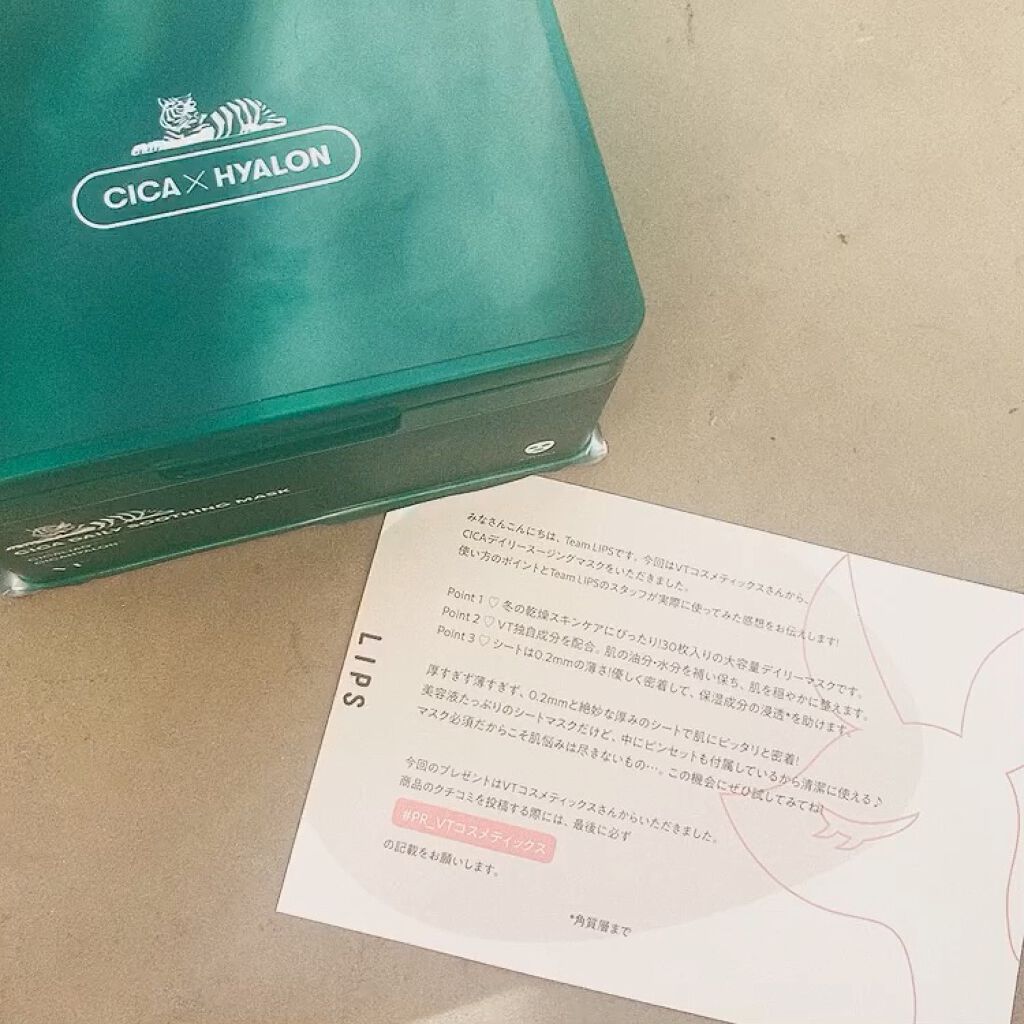 CICA×HYALON
CICA DAILY SOOTHING MASK
LIPS
みなさんこんにちは、Team LIPSです。今回はVTコスメティックスさんから、
CICAデイリースージングマスクをいただきました。
使い方のポイントとTeam LIPSのスタッフが実際に使ってみた感想をお伝えします!
Point 1 ♡ 冬の乾燥スキンケアにぴったり!30枚入りの大容量デイリーマスクです。
Point 2 ♡ VT独自成分を配合。肌の油分・水分を補い保ち、肌を穏やかに整えます。
Point 3 ♡ シートは0.2mmの薄さ!優しく密着して、保湿成分の浸透*を助けます。
厚すぎず薄すぎず、0.2mmと絶妙な厚みのシートで肌にピッタリと密着!
美容液たっぷりのシートマスクだけど、中にピンセットも付属しているから清潔に使える♪
マスク必須だからこそ肌悩みは尽きないもの…。この機会にぜひ試してみてね!
今回のプレゼントはVTコスメティックスさんからいただきました。
商品のクチコミを投稿する際には、最後に必ず
#PR_VTコスメティックス
の記載をお願いします。
*角質層まで